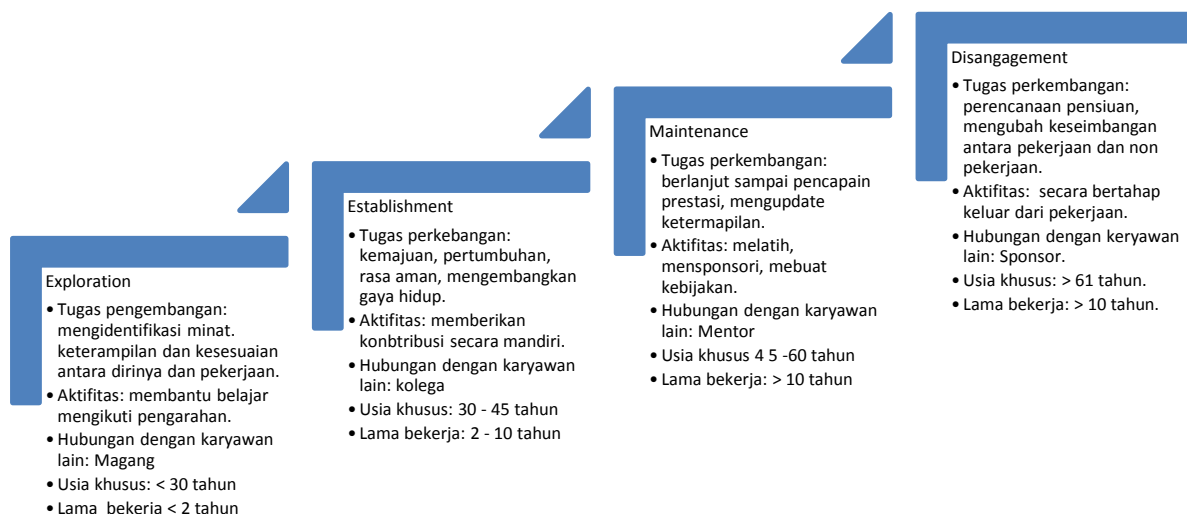 Exploration
• Tugas pengembangan:
mengidentifikasi minat.
keterampilan dan kesesuaian
antara dirinya dan pekerjaan.
• Aktifitas: membantu belajar
mengikuti pengarahan.
• Hubungan dengan karyawan
lain: Magang
• Usia khusus: < 30 tahun
• Lama bekerja < 2 tahun
Establishment
• Tugas perkebangan:
kemajuan, pertumbuhan,
rasa aman, mengembangkan
gaya hidup.
• Aktifitas: memberikan
konbtribusi secara mandiri.
• Hubungan dengan karyawan
lain: kolega
• Usia khusus: 30 - 45 tahun
• Lama bekerja: 2 - 10 tahun
Maintenance
• Tugas perkembangan:
berlanjut sampai pencapain
prestasi, mengupdate
ketermapilan.
• Aktifitas: melatih,
mensponsori, mebuat
kebijakan.
• Hubungan dengan karyawan
lain: Mentor
• Usia khusus 4 5 -60 tahun
• Lama bekerja: > 10 tahun
Disangagement
• Tugas perkembangan:
perencanaan pensiuan,
mengubah keseimbangan
antara pekerjaan dan non
pekerjaan.
• Aktifitas: secara bertahap
keluar dari pekerjaan.
• Hubungan dengan keryawan
lain: Sponsor.
• Usia khusus: > 61 tahun.
• Lama bekerja: > 10 tahun.